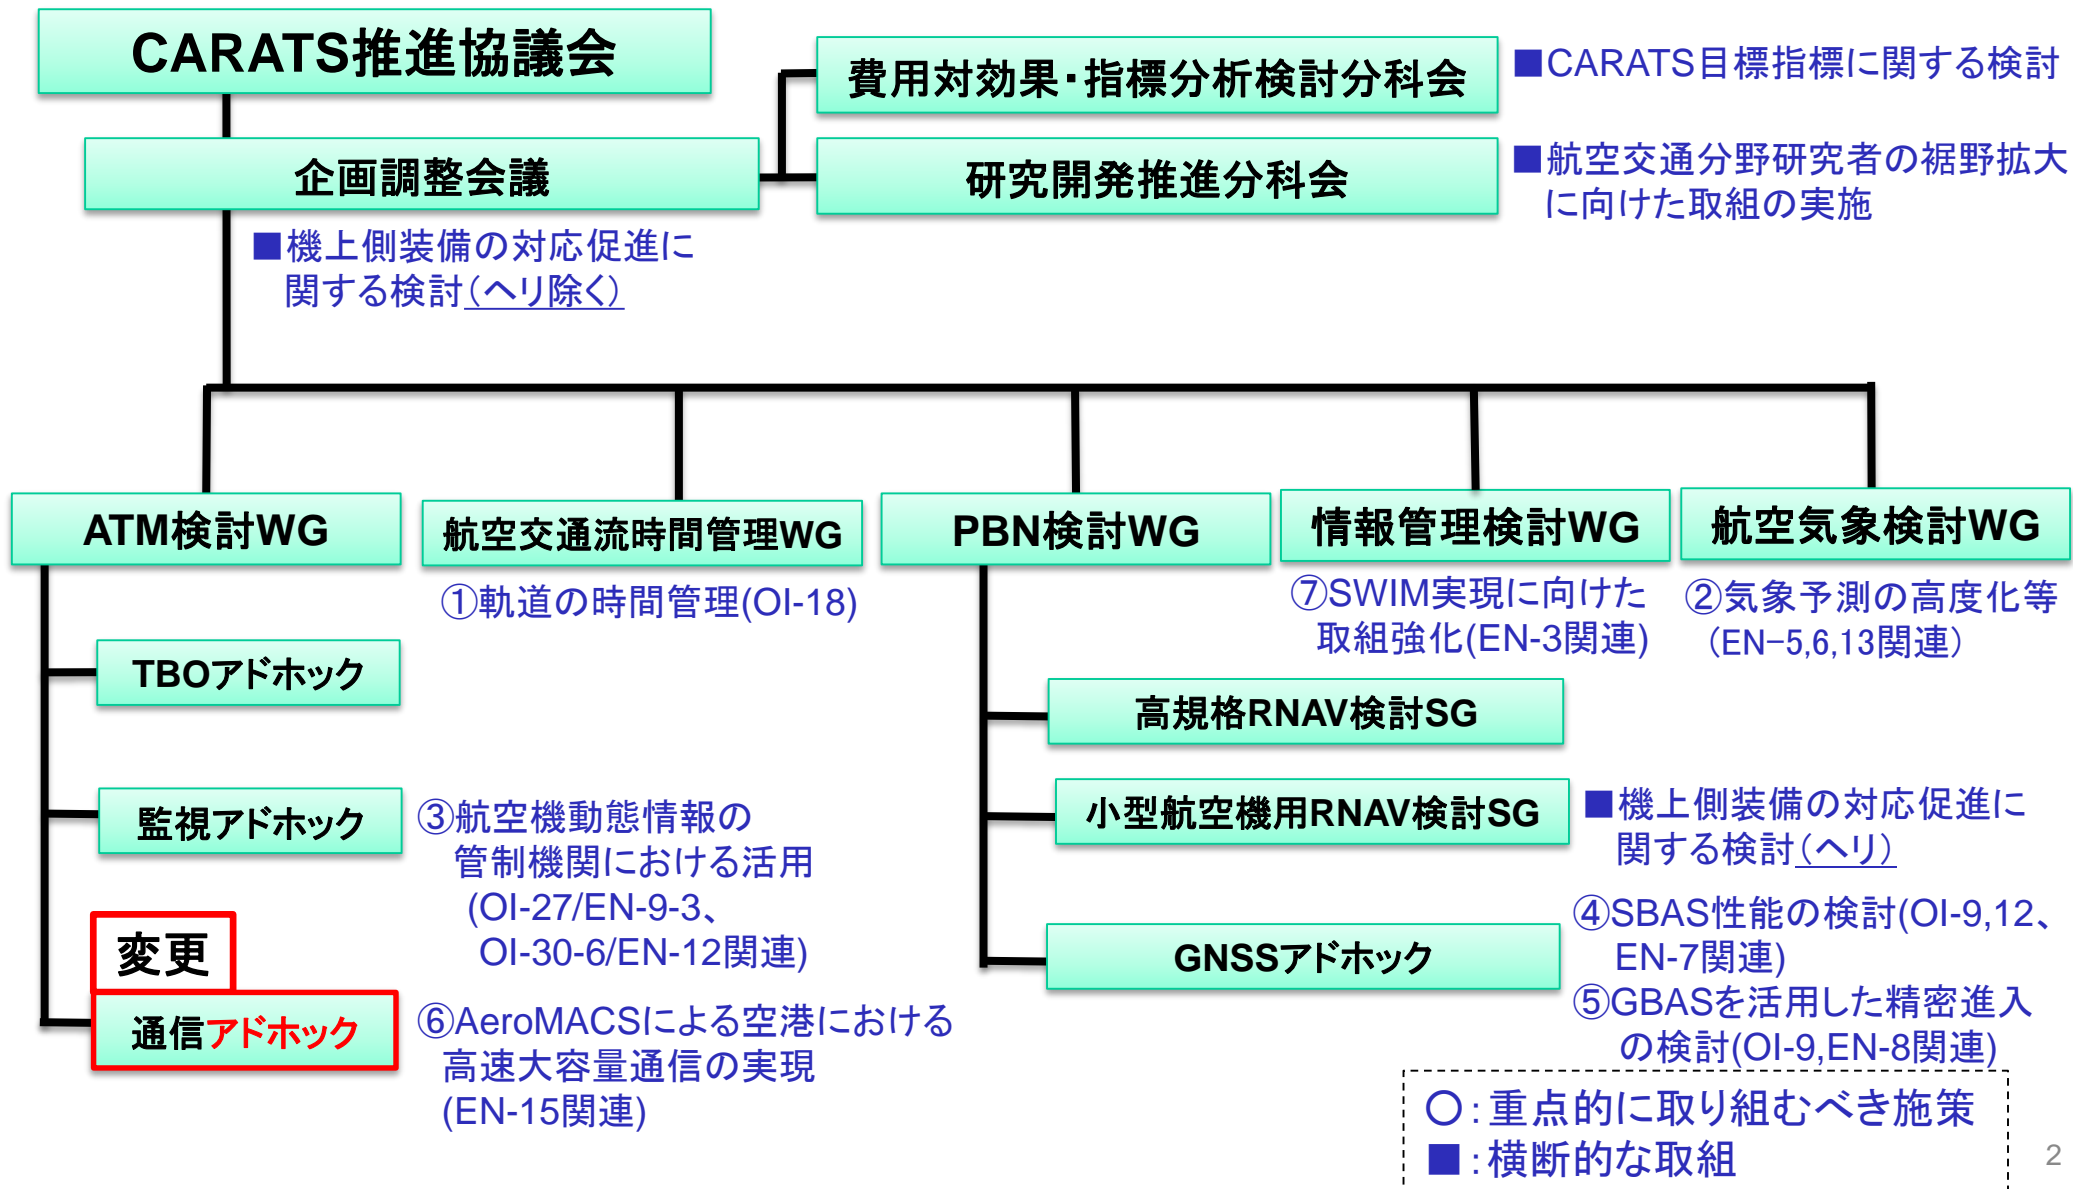 CARATS推進協議会
費用対効果・指標分析検討分科会
■CARATS目標指標に関する検討
企画調整会議
研究開発推進分科会
■航空交通分野研究者の裾野拡大
に向けた取組の実施
■機上側装備の対応促進に
関する検討(ヘリ除く)
ATM検討WG
航空交通流時間管理WG
PBN検討WG
情報管理検討WG
航空気象検討WG
①軌道の時間管理(OI-18)
⑦SWIM実現に向けた
取組強化(EN-3関連)
②気象予測の高度化等
(EN-5,6,13関連)
TBOアドホック
高規格RNAV検討SG
監視アドホック
③航空機動態情報の
管制機関における活用
(OI-27/EN-9-3、
OI-30-6/EN-12関連)
小型航空機用RNAV検討SG
■機上側装備の対応促進に
関する検討(ヘリ)
GNSSアドホック
④SBAS性能の検討(OI-9,12、
EN-7関連)
⑤GBASを活用した精密進入
の検討(OI-9,EN-8関連)
変更
通信アドホック
⑥AeroMACSによる空港における
高速大容量通信の実現
(EN-15関連)
○:重点的に取り組むべき施策
■:横断的な取組
2